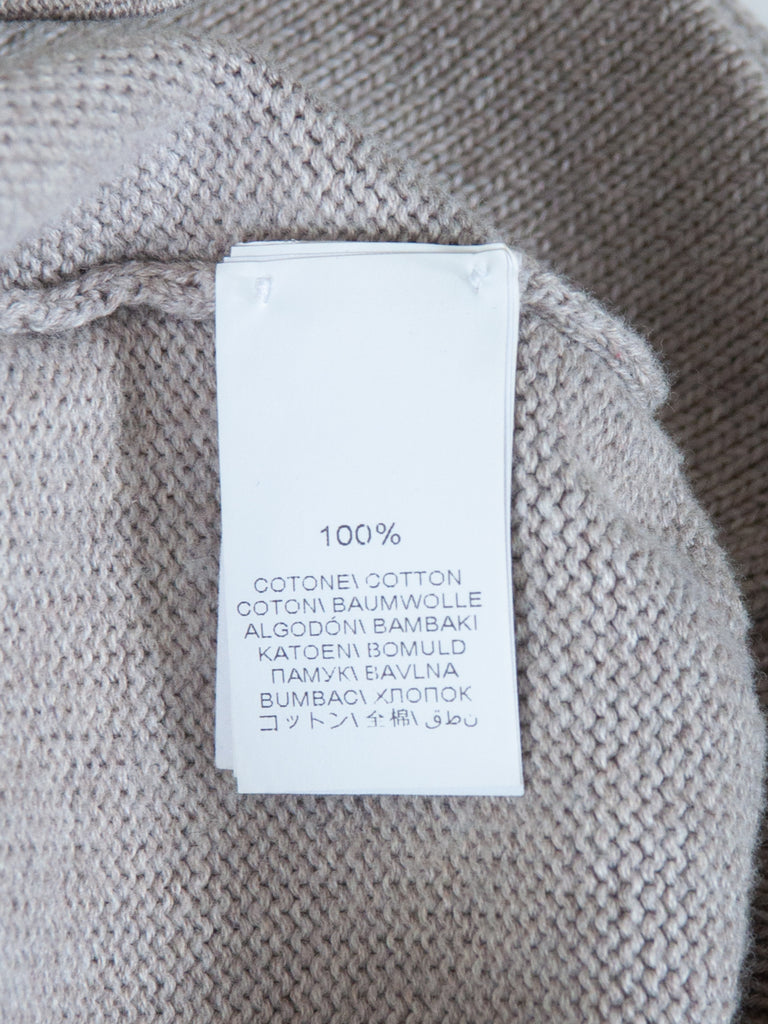 100%
COTONE\ COTTON
COTON\ BAUMWOLLE
ALGODÓN\ BAMBAKI
KATOEN\ BOMULD
ПАМУК\ BAVLNA
BUMBAC\ ХЛОПОК
コットン\ 全棉\ قطن